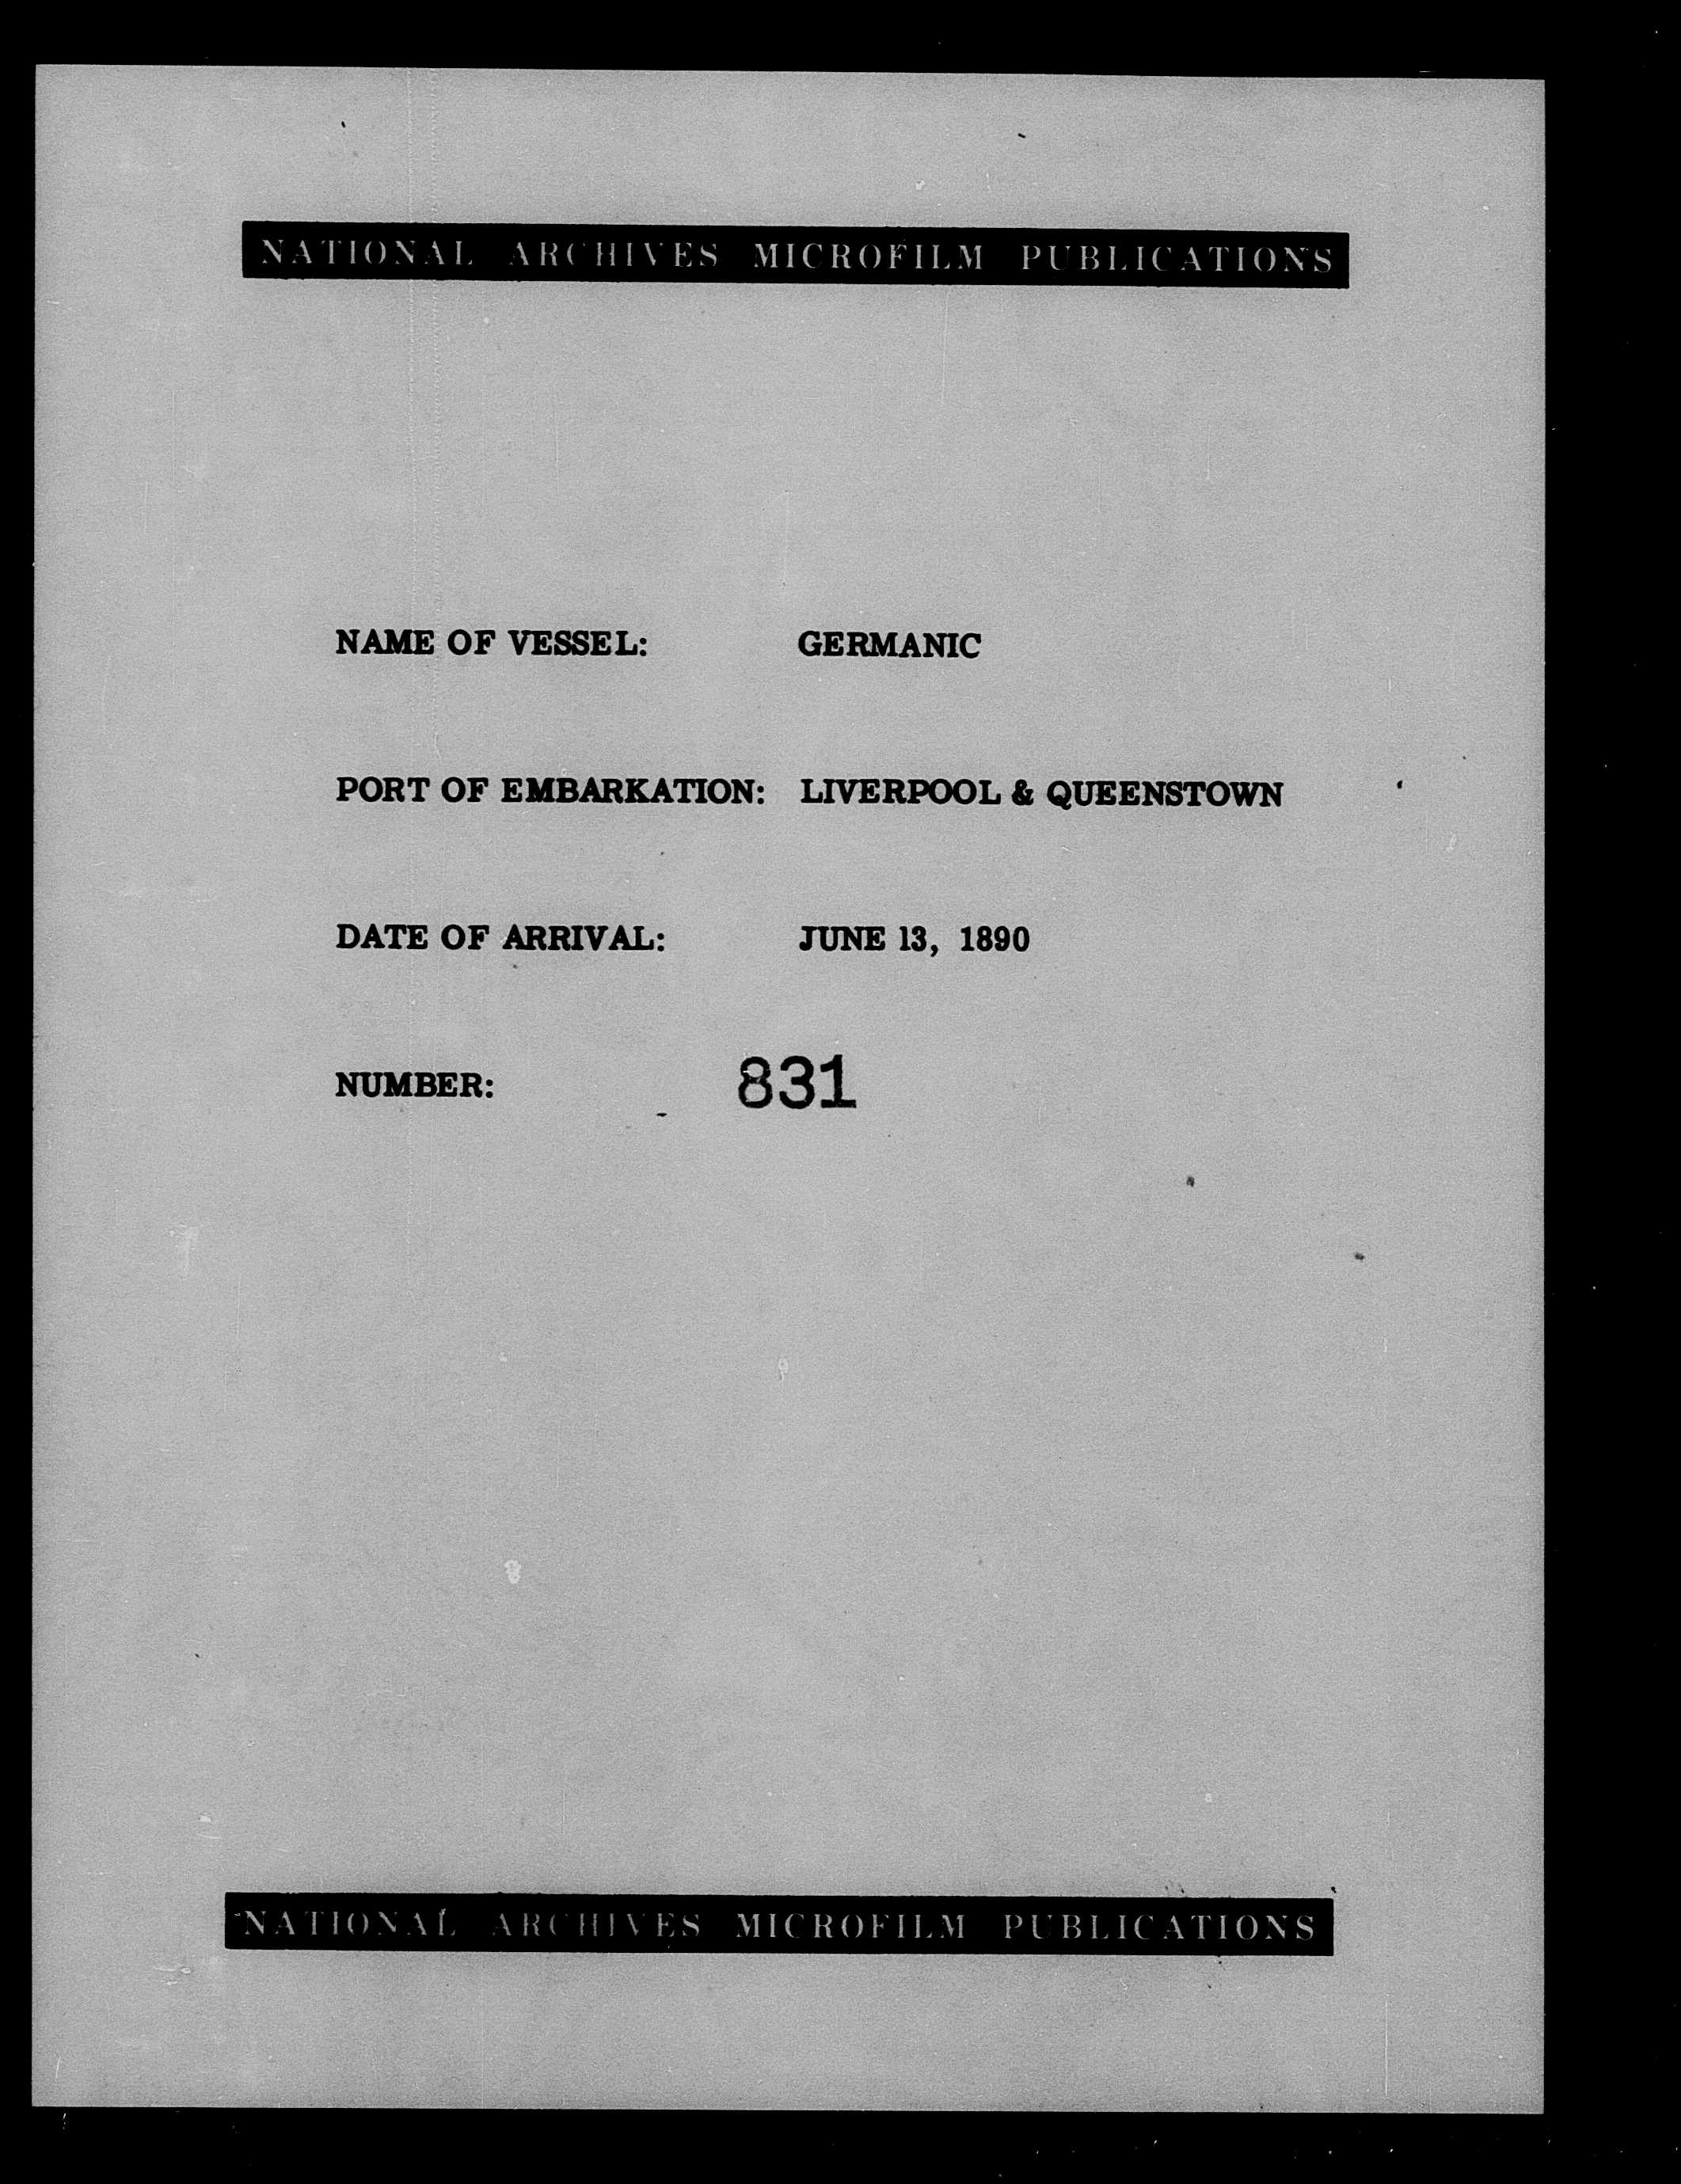 NATIONAL ARCHIVES MICROFILM PUBLICATIONS
NAME OF VESSEL: GERMANIC
PORT OF EMBARKATION: LIVERPOOL & QUEENSTOWN
DATE OF ARRIVAL: JUNE 13, 1890
NUMBER: 831
NATIONAL ARCHIVES MICROFILM PUBLICATIONS